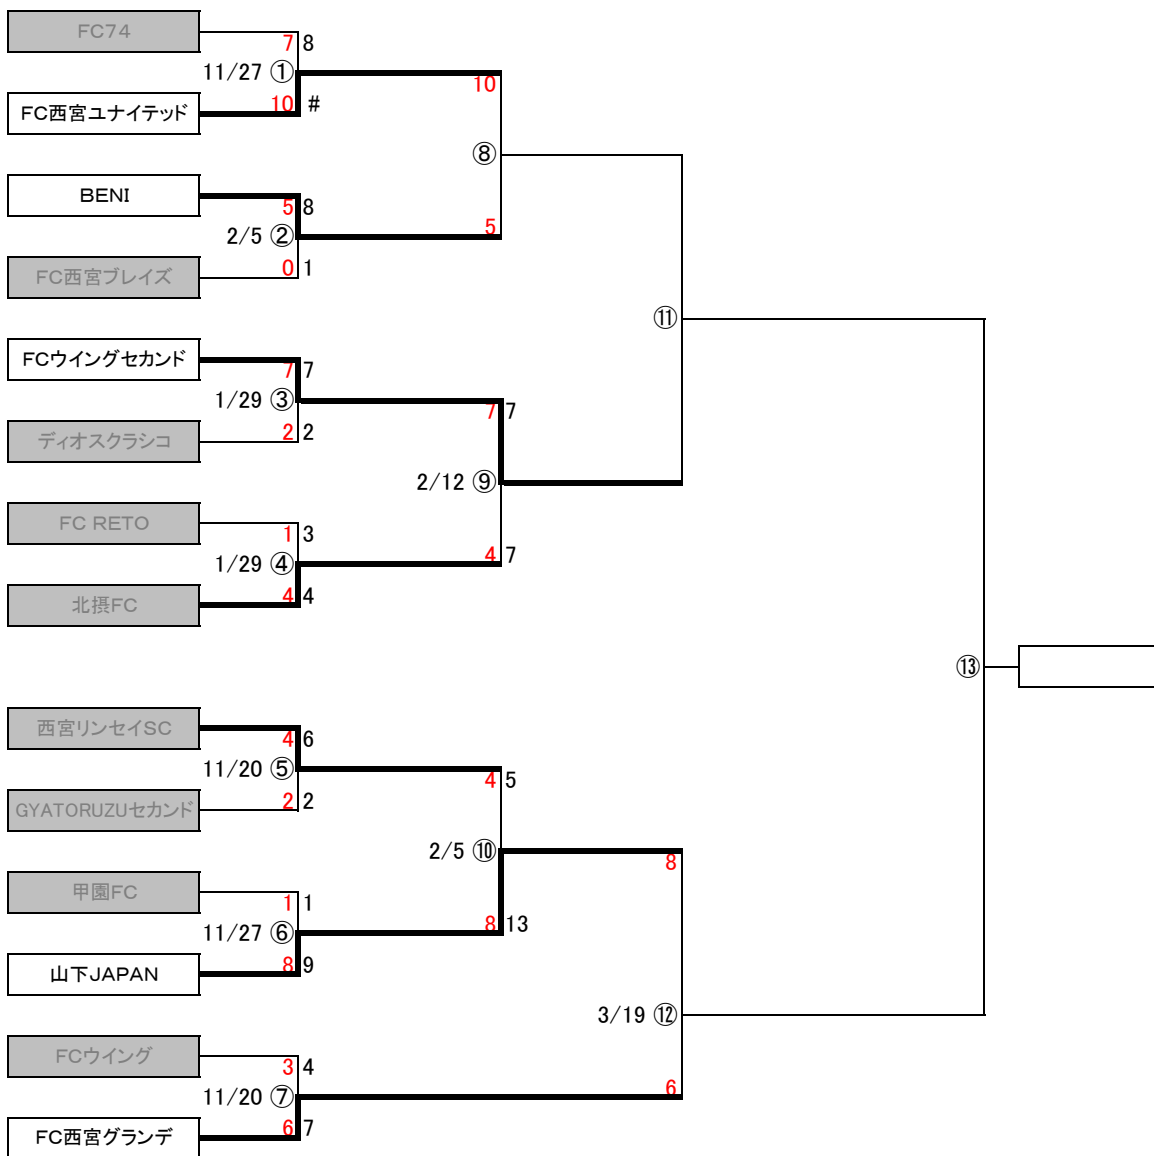 FC74
7 8
11/27 ①
10
10 #
FC西宮ユナイテッド
⑧
BENI
5 8
2/5 ②
5
0 1
FC西宮ブレイズ
⑪
FCウイングセカンド
7 7
1/29 ③
7 7
2 2
ディオスクラシコ
2/12 ⑨
FC RETO
1 3
1/29 ④
4 7
4 4
北摂FC
⑬
西宮リンセイSC
4 6
11/20 ⑤
4 5
2 2
GYATORUZUセカンド
2/5 ⑩
8
甲園FC
1 1
11/27 ⑥
8 13
8 9
山下JAPAN
3/19 ⑫
FCウイング
3 4
11/20 ⑦
6
6 7
FC西宮グランデ